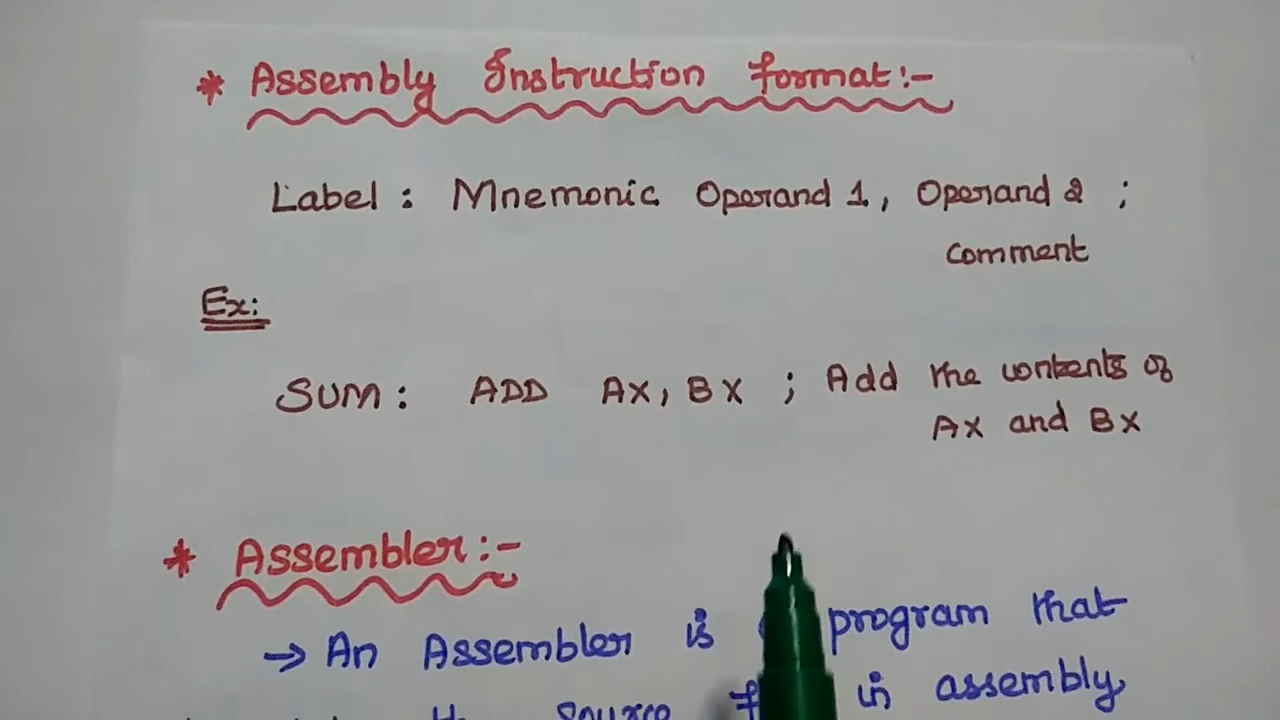 * Assembly Instruction format:-
Label : Mnemonic Operand 1, Operand 2 ;
comment
Ex:
SUM: ADD AX, BX ; Add the contents of
AX and BX
* Assembler:-
→ An Assembler is program that
source in assembly